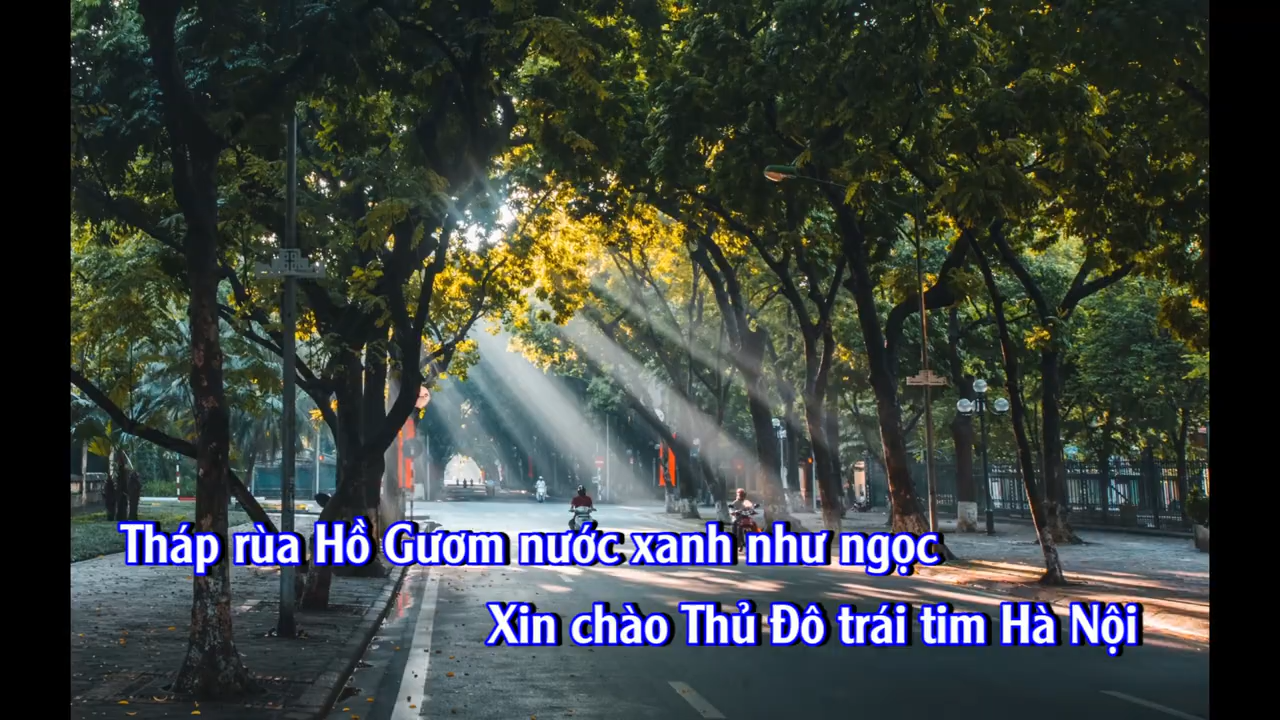 Tháp rùa Hồ Gươm nước xanh như ngọc
Xin chào Thủ Đô trái tim Hà Nội